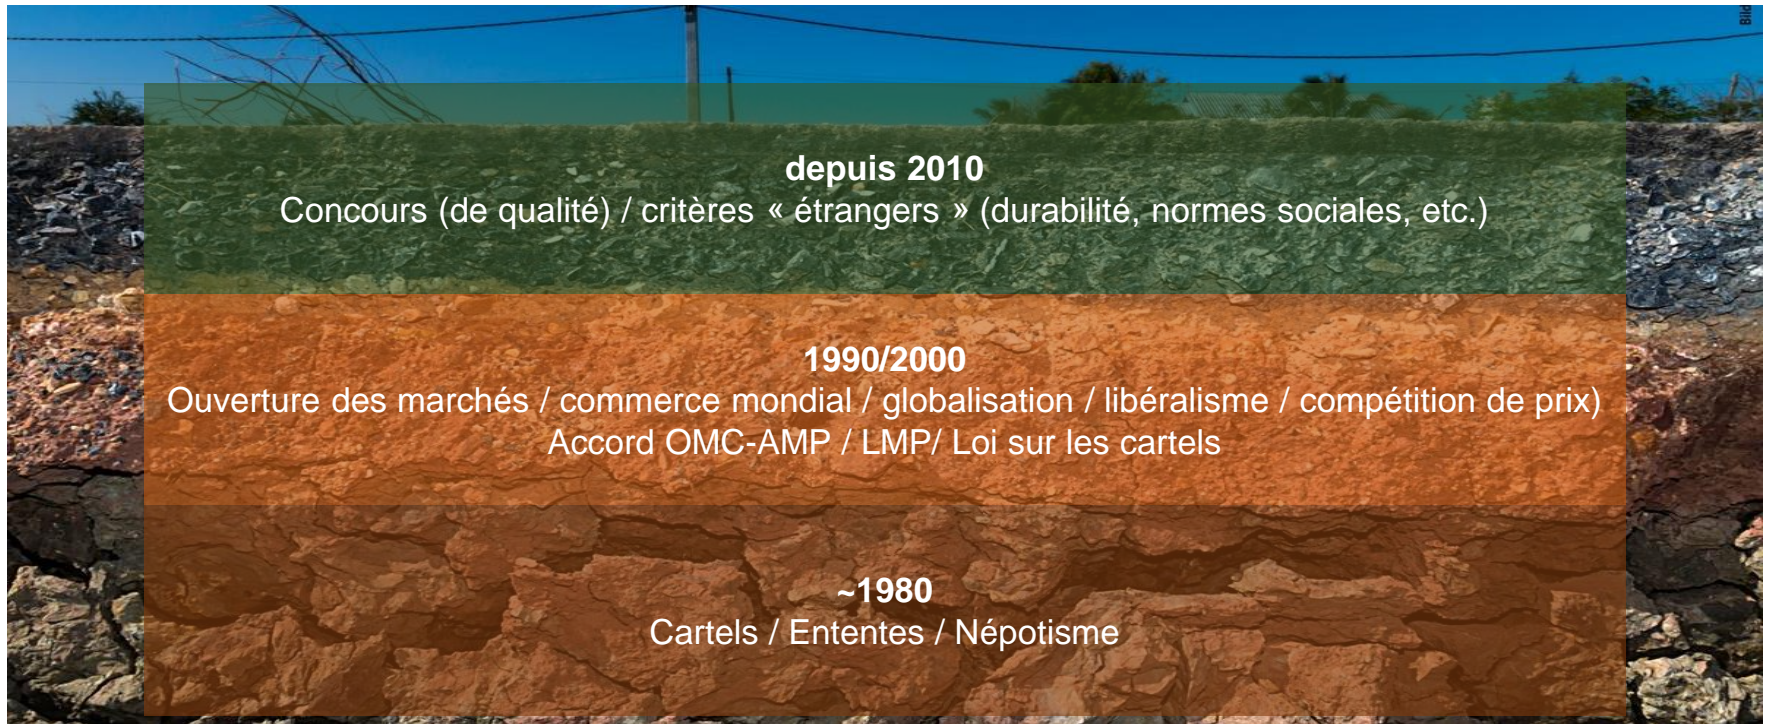 Bild
depuis 2010
Concours (de qualité) / critères « étrangers » (durabilité, normes sociales, etc.)
1990/2000
Ouverture des marchés / commerce mondial / globalisation / libéralisme / compétition de prix)
Accord OMC-AMP / LMP/ Loi sur les cartels
~1980
Cartels / Ententes / Népotisme